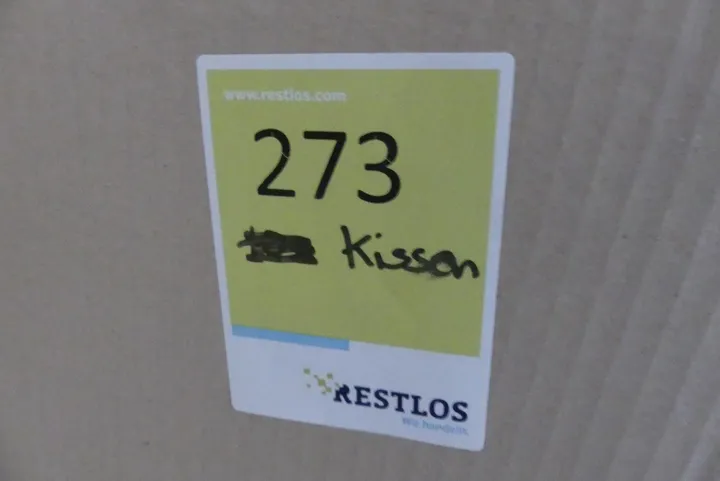 www.restlos.com
273
Kissen
RESTLOS
Wir handeln.